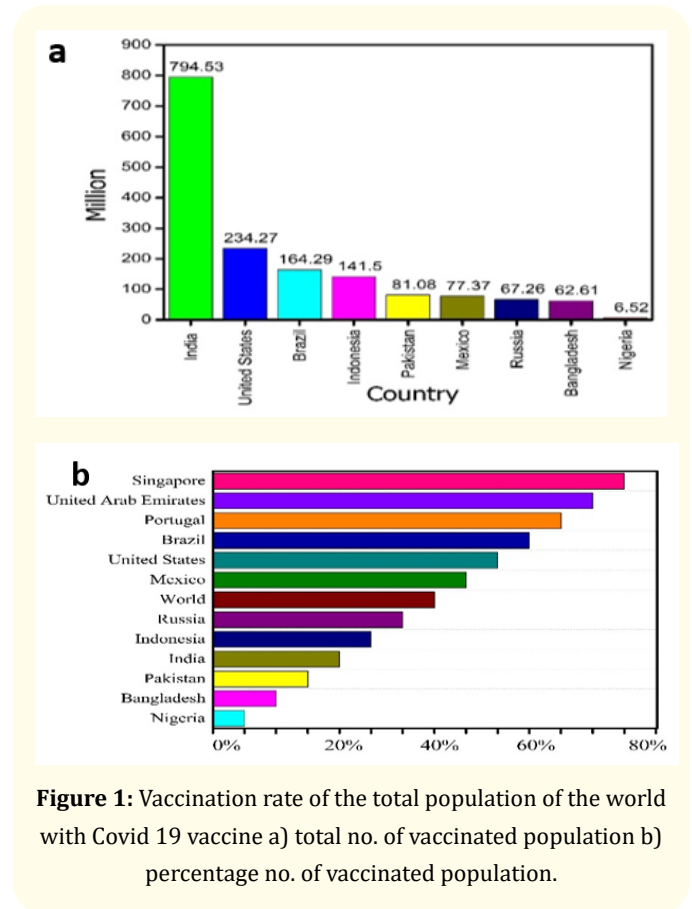 a
900
800
700
600
500
400
300
200
100
0
Million
794.53
234.27
164.29
141.5
81.08
77.37
67.26
62.61
6.52
India
United States
Brazil
Indonesia
Pakistan
Mexico
Russia
Bangladesh
Nigeria
Country
b
Singapore
United Arab Emirates
Portugal
Brazil
United States
Mexico
World
Russia
Indonesia
India
Pakistan
Bangladesh
Nigeria
0% 20% 40% 60% 80%
Figure 1: Vaccination rate of the total population of the world
with Covid 19 vaccine a) total no. of vaccinated population b)
percentage no. of vaccinated population.